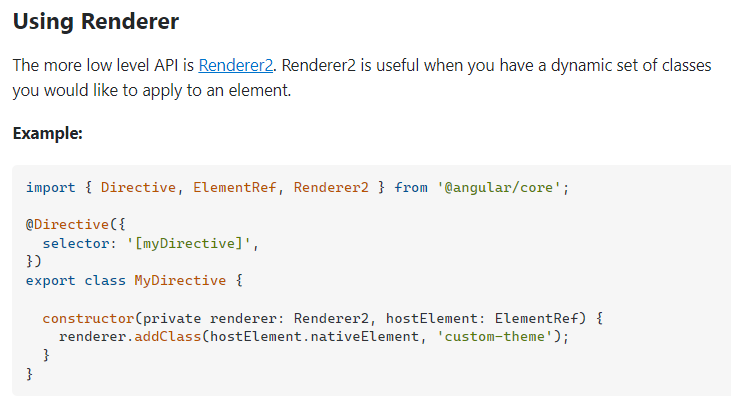 Using Renderer
The more low level API is Renderer2. Renderer2 is useful when you have a dynamic set of classes
you would like to apply to an element.
Example:
import { Directive, ElementRef, Renderer2 } from '@angular/core';
@Directive({
  selector: '[myDirective]',
})
export class MyDirective {
  constructor(private renderer: Renderer2, hostElement: ElementRef) {
    renderer.addClass(hostElement.nativeElement, 'custom-theme');
  }
}